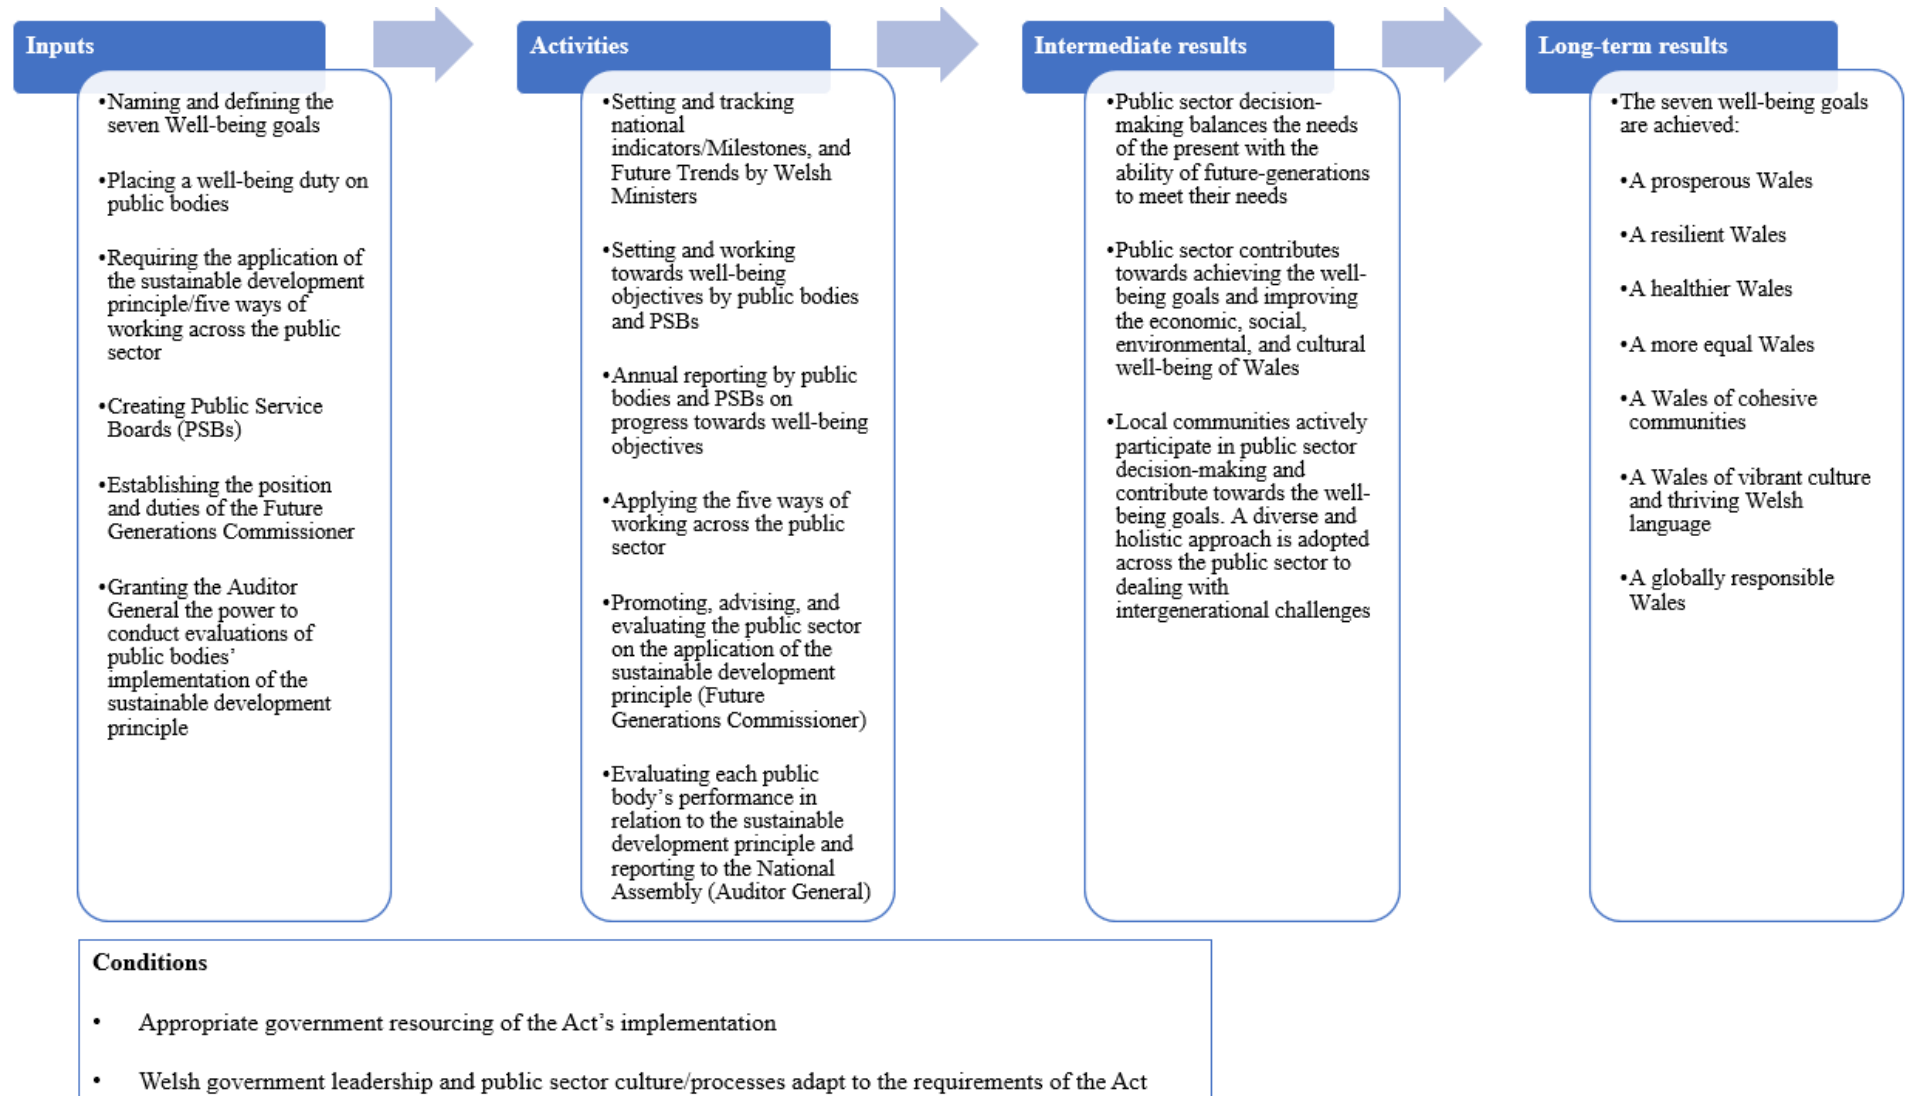 Inputs
•Naming and defining the
seven Well-being goals
•Placing a well-being duty on
public bodies
•Requiring the application of
the sustainable development
principle/five ways of
working across the public
sector
•Creating Public Service
Boards (PSBs)
•Establishing the position
and duties of the Future
Generations Commissioner
•Granting the Auditor
General the power to
conduct evaluations of
public bodies’
implementation of the
sustainable development
principle
Activities
•Setting and tracking
national
indicators/Milestones, and
Future Trends by Welsh
Ministers
•Setting and working
towards well-being
objectives by public bodies
and PSBs
•Annual reporting by public
bodies and PSBs on
progress towards well-being
objectives
•Applying the five ways of
working across the public
sector
•Promoting, advising, and
evaluating the public sector
on the application of the
sustainable development
principle (Future
Generations Commissioner)
•Evaluating each public
body’s performance in
relation to the sustainable
development principle and
reporting to the National
Assembly (Auditor General)
Intermediate results
•Public sector decision-
making balances the needs
of the present with the
ability of future-generations
to meet their needs
•Public sector contributes
towards achieving the well-
being goals and improving
the economic, social,
environmental, and cultural
well-being of Wales
•Local communities actively
participate in public sector
decision-making and
contribute towards the well-
being goals. A diverse and
holistic approach is adopted
across the public sector to
dealing with
intergenerational challenges
Long-term results
•The seven well-being goals
are achieved:
•A prosperous Wales
•A resilient Wales
•A healthier Wales
•A more equal Wales
•A Wales of cohesive
communities
•A Wales of vibrant culture
and thriving Welsh
language
•A globally responsible
Wales
Conditions
• Appropriate government resourcing of the Act’s implementation
• Welsh government leadership and public sector culture/processes adapt to the requirements of the Act